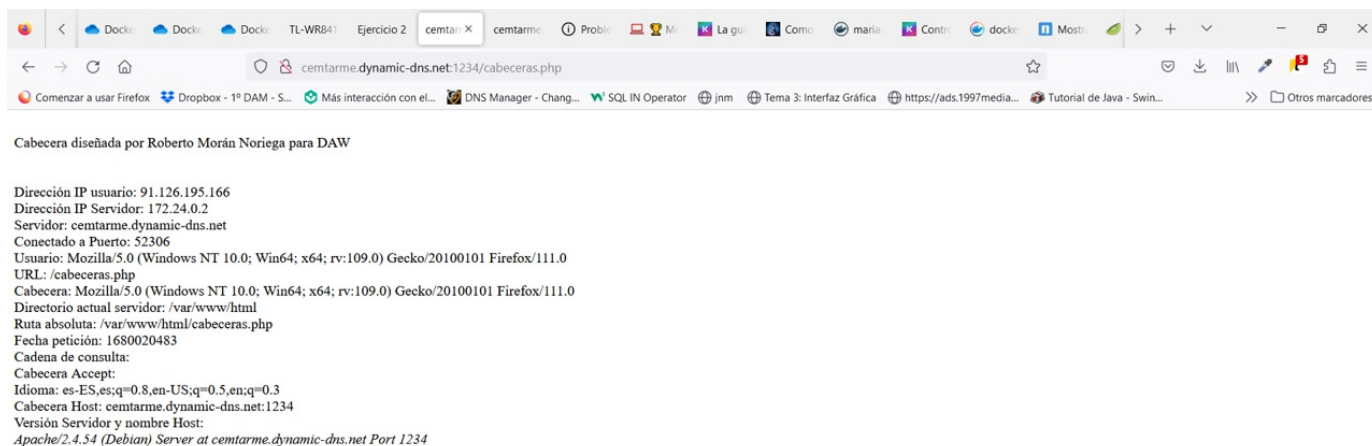 Docke
Docke
Docke
TL-WR841
Ejercicio 2
cemtarr
cemtarme
Proble
La gui
Como
maria
Contro
docke
Mostr
cemtarme.dynamic-dns.net:1234/cabeceras.php
5
Comenzar a usar Firefox Dropbox - 1º DAM - S... Más interacción con el... DNS Manager - Chang... SQL IN Operator jnm Tema 3: Interfaz Gráfica https://ads.1997media... Tutorial de Java - Swin... Otros marcadores
Cabecera diseñada por Roberto Morán Noriega para DAW
Dirección IP usuario: 91.126.195.166
Dirección IP Servidor: 172.24.0.2
Servidor: cemtarme.dynamic-dns.net
Conectado a Puerto: 52306
Usuario: Mozilla/5.0 (Windows NT 10.0; Win64; x64; rv:109.0) Gecko/20100101 Firefox/111.0
URL: /cabeceras.php
Cabecera: Mozilla/5.0 (Windows NT 10.0; Win64; x64; rv:109.0) Gecko/20100101 Firefox/111.0
Directorio actual servidor: /var/www/html
Ruta absoluta: /var/www/html/cabeceras.php
Fecha petición: 1680020483
Cadena de consulta:
Cabecera Accept:
Idioma: es-ES,es;q=0.8,en-US;q=0.5,en;q=0.3
Cabecera Host: cemtarme.dynamic-dns.net:1234
Versión Servidor y nombre Host:
Apache/2.4.54 (Debian) Server at cemtarme.dynamic-dns.net Port 1234